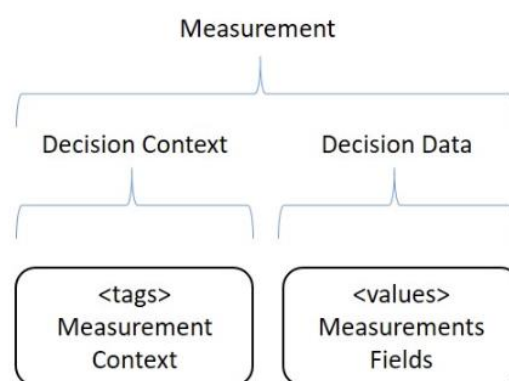 Measurement
Decision Context
Decision Data
<tags>
Measurement
Context
<values>
Measurements
Fields